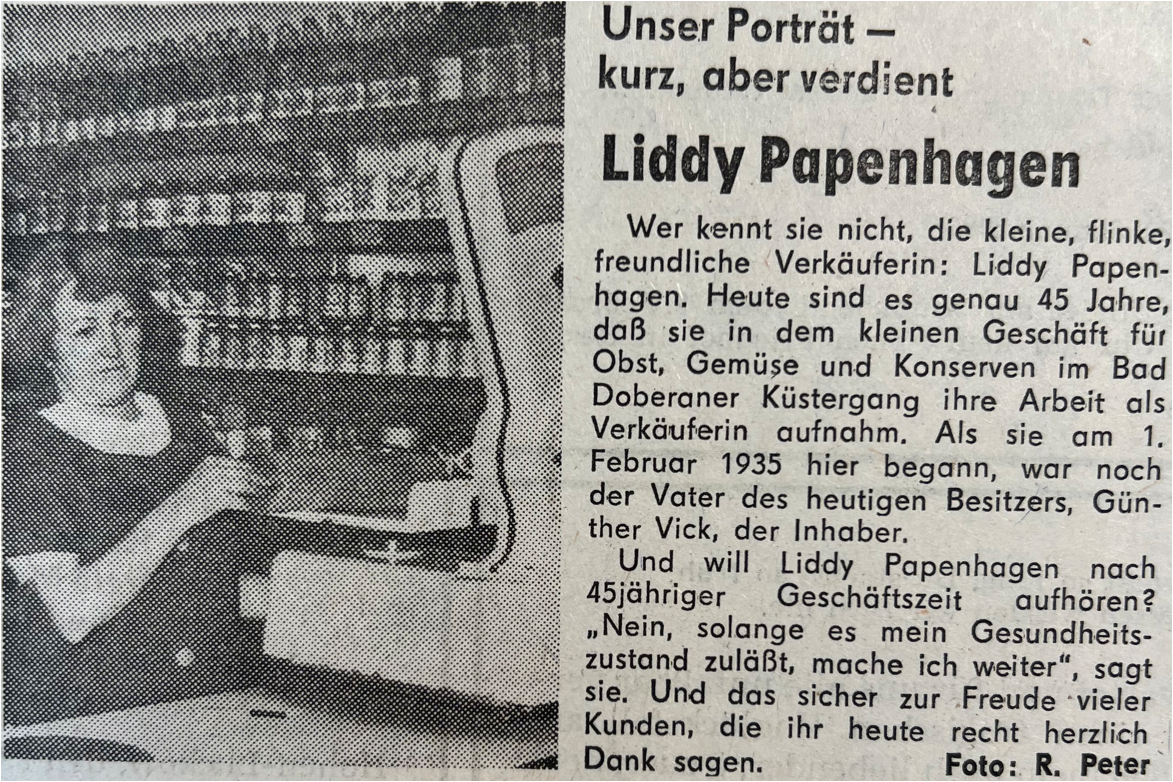 Unser Porträt —
kurz, aber verdient
Liddy Papenhagen
Wer kennt sie nicht, die kleine, flinke,
freundliche Verkäuferin: Liddy Papen-
hagen. Heute sind es genau 45 Jahre,
daß sie in dem kleinen Geschäft für
Obst, Gemüse und Konserven im Bad
Doberaner Küstergang ihre Arbeit als
Verkäuferin aufnahm. Als sie am 1.
Februar 1935 hier begann, war noch
der Vater des heutigen Besitzers, Gün-
ther Vick, der Inhaber.
Und will Liddy Papenhagen nach
45jähriger Geschäftszeit aufhören?
„Nein, solange es mein Gesundheits-
zustand zuläßt, mache ich weiter“, sagt
sie. Und das sicher zur Freude vieler
Kunden, die ihr heute recht herzlich
Dank sagen. Foto: R. Peter